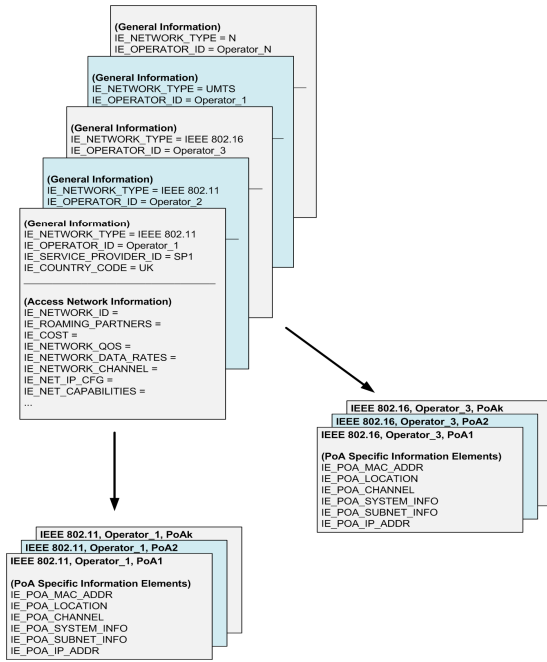 (General Information)
IE_NETWORK_TYPE = N
IE_OPERATOR_ID = Operator_N
(General Information)
IE_NETWORK_TYPE = UMTS
IE_OPERATOR_ID = Operator_1
(General Information)
IE_NETWORK_TYPE = IEEE 802.16
IE_OPERATOR_ID = Operator_3
(General Information)
IE_NETWORK_TYPE = IEEE 802.11
IE_OPERATOR_ID = Operator_2
(General Information)
IE_NETWORK_TYPE = IEEE 802.11
IE_OPERATOR_ID = Operator_1
IE_SERVICE_PROVIDER_ID = SP1
IE_COUNTRY_CODE = UK
(Access Network Information)
IE_NETWORK_ID =
IE_ROAMING_PARTNERS =
IE_COST =
IE_NETWORK_QOS =
IE_NETWORK_DATA_RATES =
IE_NETWORK_CHANNEL =
IE_NET_IP_CFG =
IE_NET_CAPABILITIES =
...
IEEE 802.16, Operator_3, PoAk
IEEE 802.16, Operator_3, PoA2
IEEE 802.16, Operator_3, PoA1
(PoA Specific Information Elements)
IE_POA_MAC_ADDR
IE_POA_LOCATION
IE_POA_CHANNEL
IE_POA_SYSTEM_INFO
IE_POA_SUBNET_INFO
IE_POA_IP_ADDR
IEEE 802.11, Operator_1, PoAk
IEEE 802.11, Operator_1, PoA2
IEEE 802.11, Operator_1, PoA1
(PoA Specific Information Elements)
IE_POA_MAC_ADDR
IE_POA_LOCATION
IE_POA_CHANNEL
IE_POA_SYSTEM_INFO
IE_POA_SUBNET_INFO
IE_POA_IP_ADDR